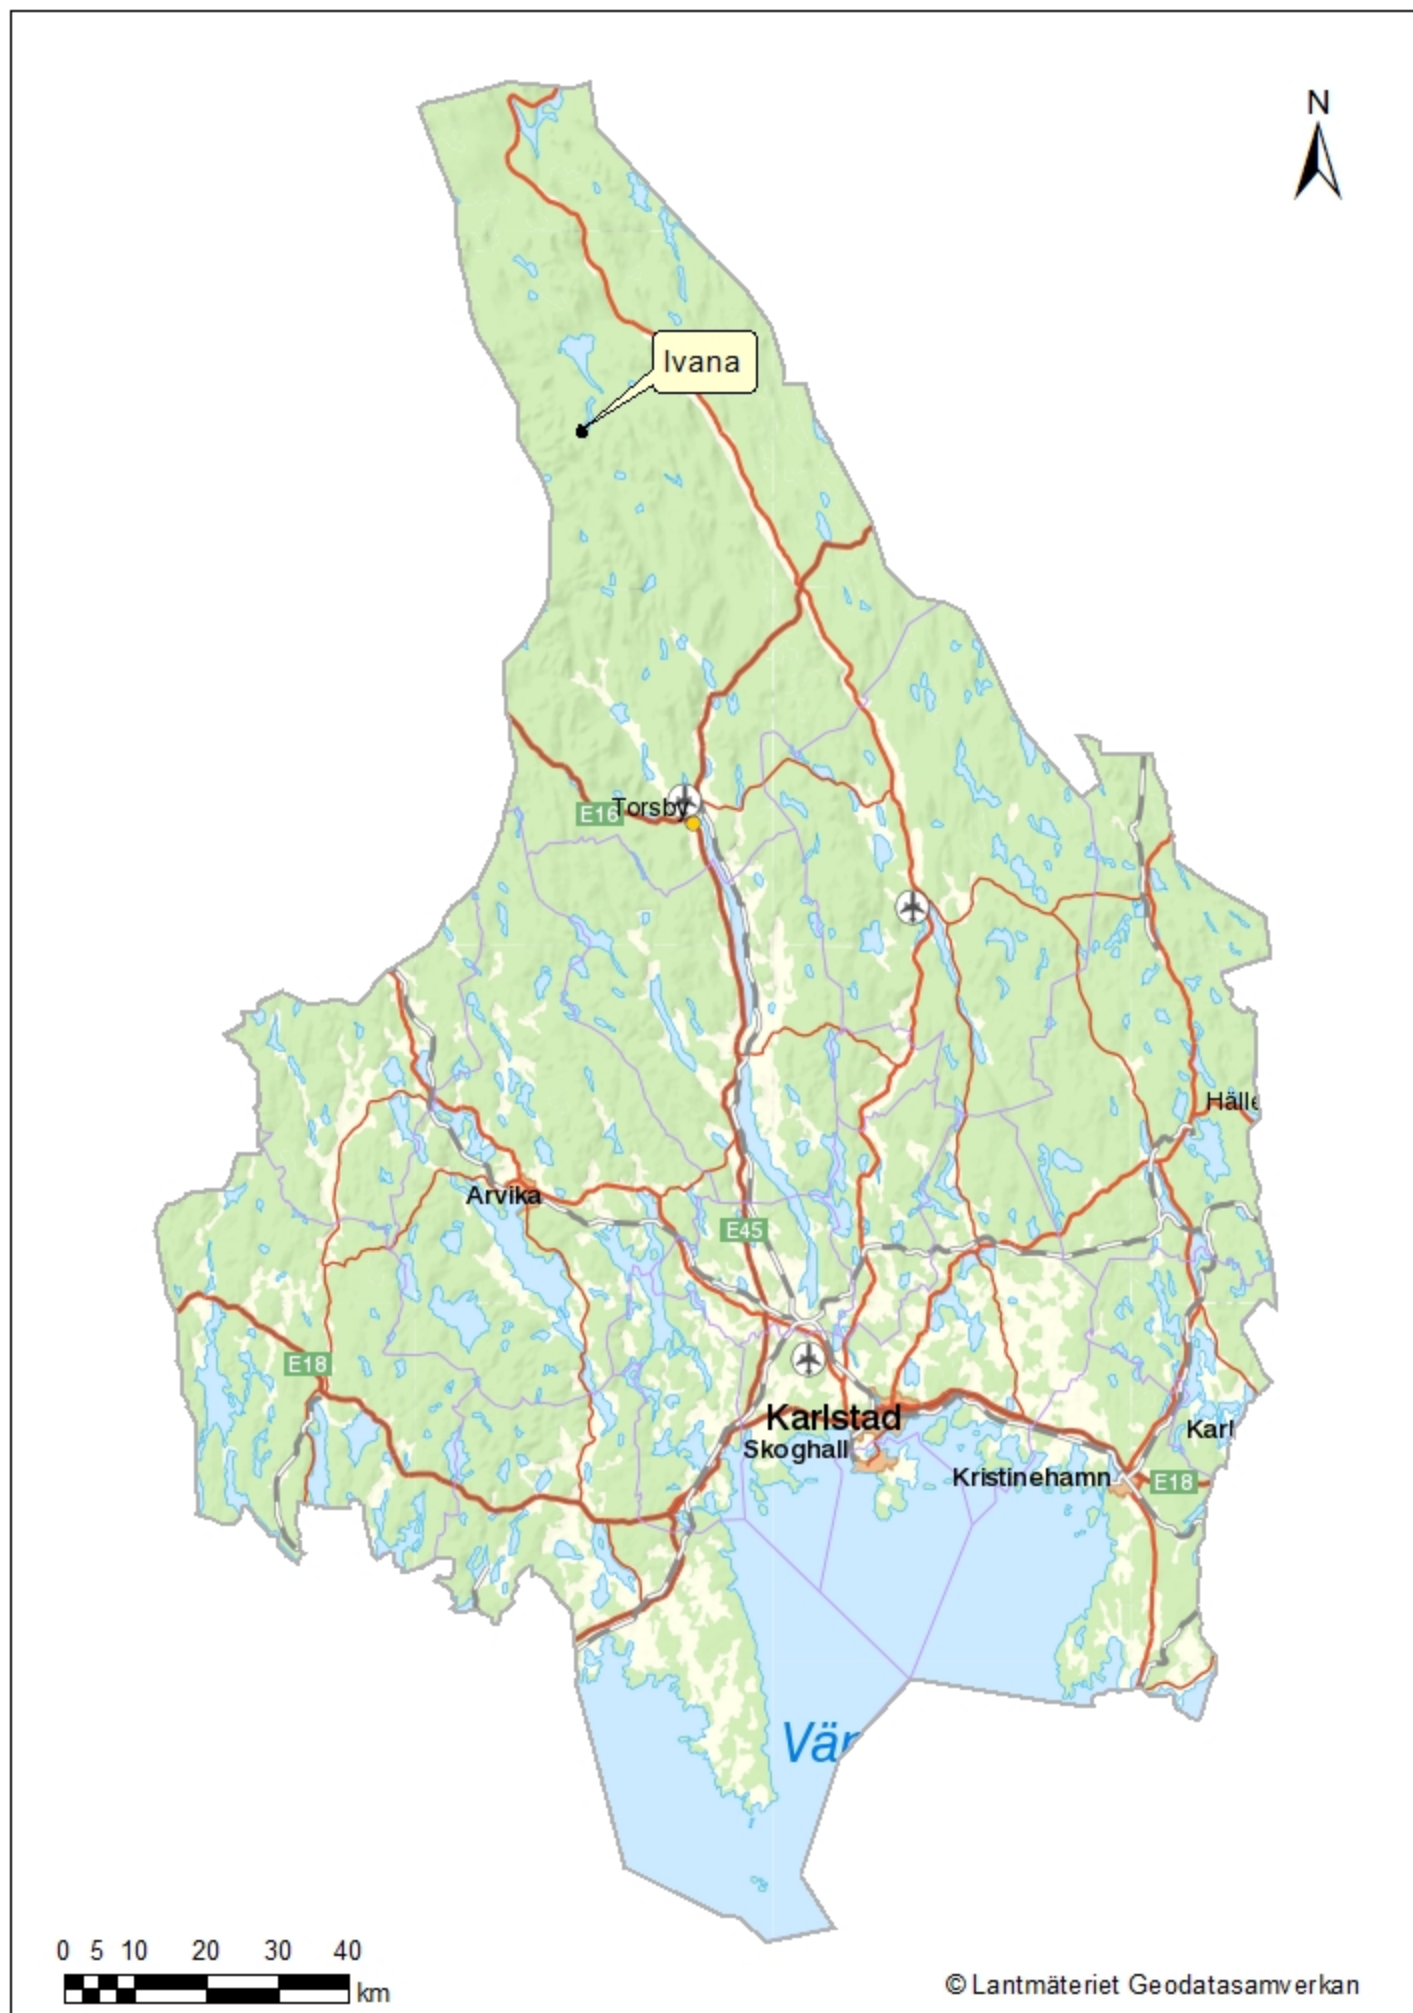 N
Ivana
E16
Torsby
Hälle
Arvika
E45
E18
Karlstad
Skoghall
Karl
Kristinehamn
E18
Vär
0 5 10 20 30 40
km
© Lantmäteriet Geodatasamverkan